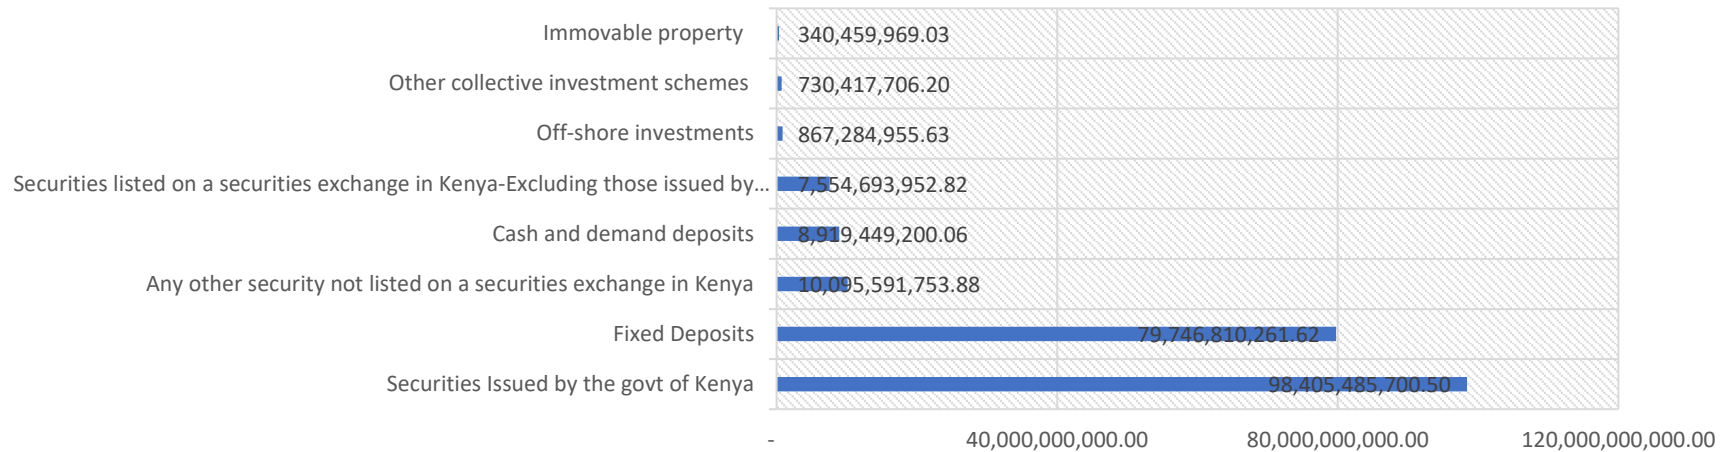 Immovable property 340,459,969.03
Other collective investment schemes 730,417,706.20
Off-shore investments 867,284,955.63
Securities listed on a securities exchange in Kenya-Excluding those issued by… 7,554,693,952.82
Cash and demand deposits 8,919,449,200.06
Any other security not listed on a securities exchange in Kenya 10,095,591,753.88
Fixed Deposits 79,746,810,261.62
Securities Issued by the govt of Kenya 98,405,485,700.50
- 40,000,000,000.00 80,000,000,000.00 120,000,000,000.00